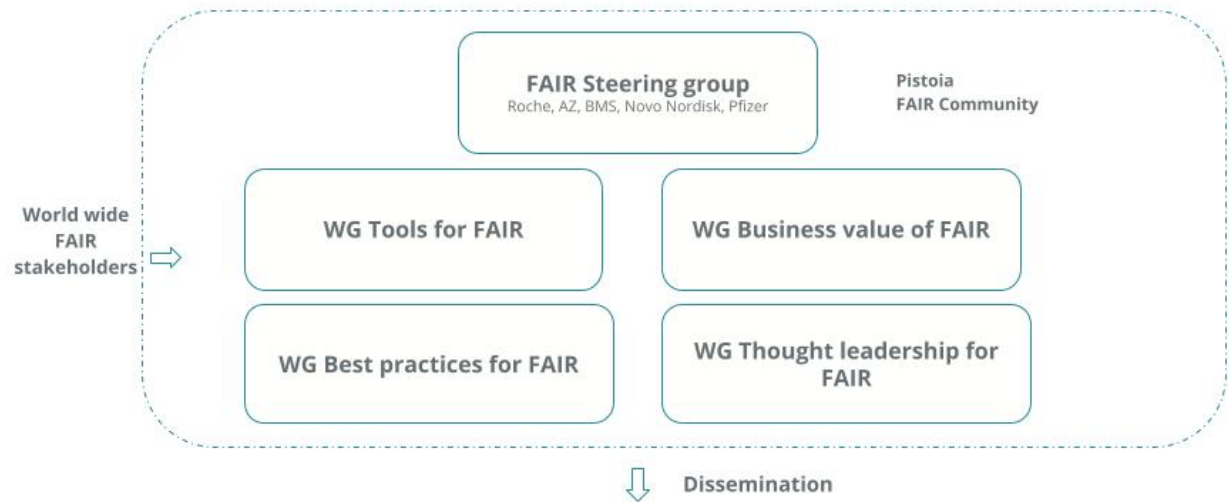 FAIR Steering group
Roche, AZ, BMS, Novo Nordisk, Pfizer
Pistoia
FAIR Community
World wide
FAIR
stakeholders
WG Tools for FAIR
WG Business value of FAIR
WG Best practices for FAIR
WG Thought leadership for
FAIR
Dissemination